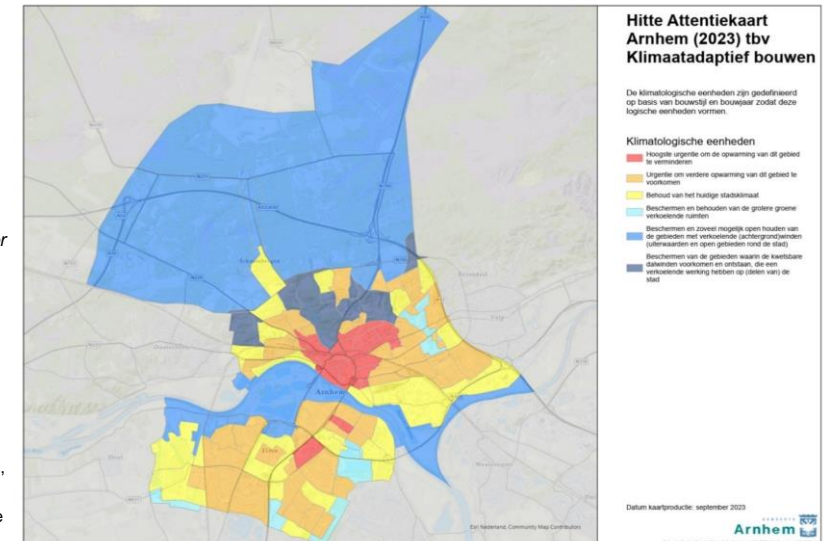 Hitte Attentiekaart
Arnhem (2023) tbv
Klimaatadaptief bouwen
De klimatologische eenheden zijn gedefinieerd
op basis van bouwstijl en bouwjaar zodat deze
logische eenheden vormen.
Klimatologische eenheden
Hoogste urgentie om de opwarming van dit gebied
te verminderen
Urgentie om verdere opwarming van dit gebied te
voorkomen
Behoud van het huidige stadsklimaat
Beschermen en behouden van de grotere groene
verkoelende ruimten
Beschermen en zoveel mogelijk open houden van
de gebieden met verkoelende (achtergrond)winden
(uiterwaarden en open gebieden rond de stad)
Beschermen van de gebieden waarin de kwetsbare
dalwinden voorkomen en ontstaan, die een
verkoelende werking hebben op (delen van) de
stad
Arnhem
Elden
Esri Nederland, Community Map Contributors
Datum kaartproductie: september 2023
GEMEENTE
Arnhem